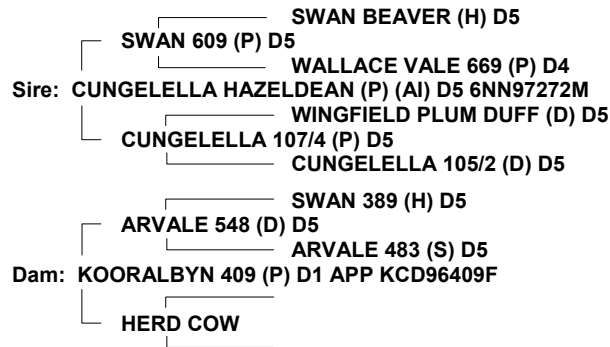 SWAN BEAVER (H) D5
SWAN 609 (P) D5
WALLACE VALE 669 (P) D4
Sire: CUNGELELLA HAZELDEAN (P) (AI) D5 6NN97272M
WINGFIELD PLUM DUFF (D) D5
CUNGELELLA 107/4 (P) D5
CUNGELELLA 105/2 (D) D5
SWAN 389 (H) D5
ARVALE 548 (D) D5
ARVALE 483 (S) D5
Dam: KOORALBYN 409 (P) D1 APP KCD96409F
HERD COW